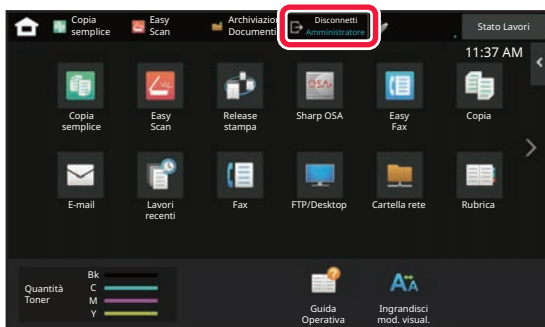 Copia semplice
Easy Scan
Archiviazion
Documenti
Disconnetti
Amministratore
Stato Lavori
11:37 AM
Copia semplice
Easy Scan
Release stampa
Sharp OSA
Easy Fax
Copia
E-mail
Lavori recenti
Fax
FTP/Desktop
Cartella rete
Rubrica
Quantità Toner
Bk
C
M
Y
Guida Operativa
Ingrandisci mod. visual.